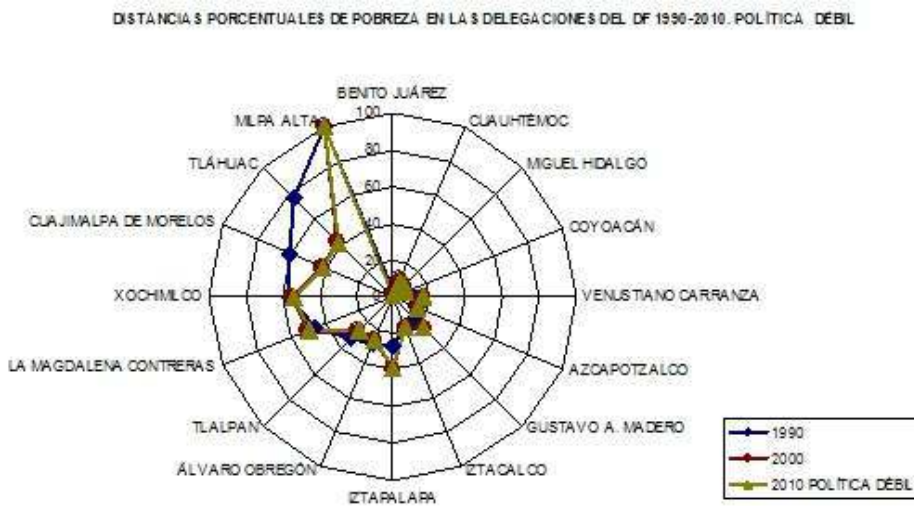 DISTANCIAS PORCENTUALES DE POBREZA EN LAS DELEGACIONES DEL DF 1990-2010. POLÍTICA DÉBIL
BENITO JUÁREZ
100
MILPA ALTA
CUAUHTÉMOC
80
TLÁHUAC
MIGUEL HIDALGO
60
CUAJIMALPA DE MORELOS
40
COYOACÁN
20
XOCHIMILCO
0
VENUSTIANO CARRANZA
LA MAGDALENA CONTRERAS
AZCAPOTZALCO
TLALPAN
GUSTAVO A. MADERO
ÁLVARO OBREGÓN
IZTACALCO
IZTAPALAPA
1990
2000
2010 POLÍTICA DÉBIL